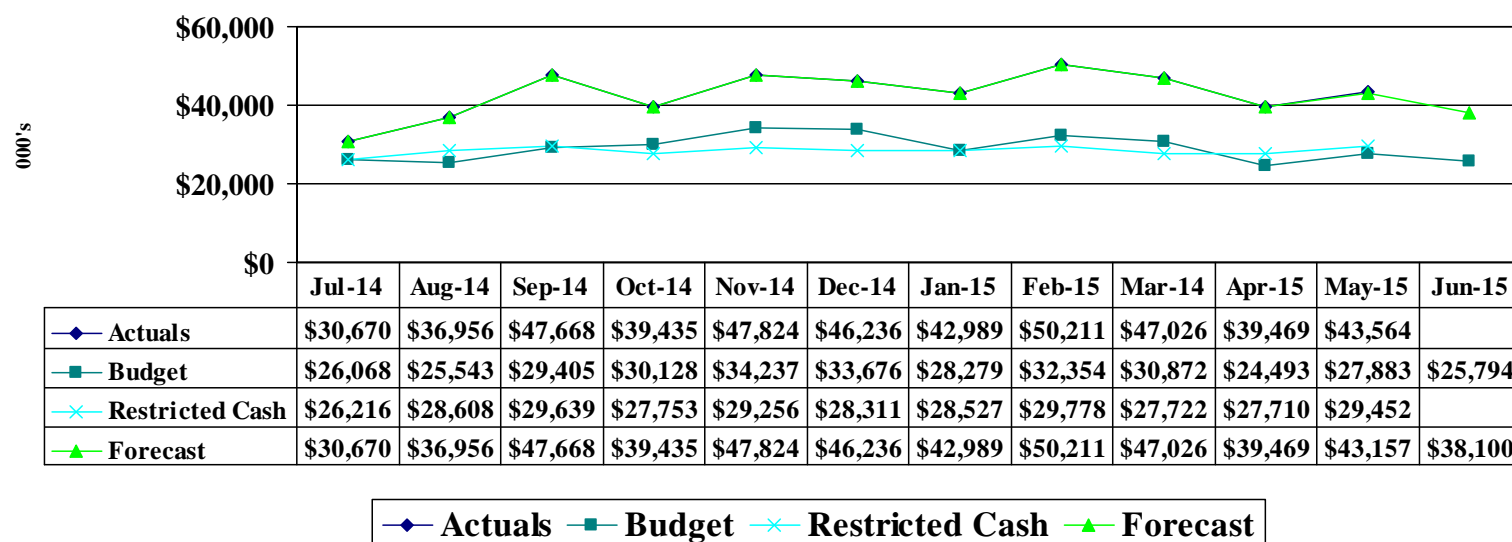 $60,000
$40,000
$20,000
$0
000's
Jul-14 Aug-14 Sep-14 Oct-14 Nov-14 Dec-14 Jan-15 Feb-15 Mar-14 Apr-15 May-15 Jun-15
Actuals $30,670 $36,956 $47,668 $39,435 $47,824 $46,236 $42,989 $50,211 $47,026 $39,469 $43,564
Budget $26,068 $25,543 $29,405 $30,128 $34,237 $33,676 $28,279 $32,354 $30,872 $24,493 $27,883 $25,794
Restricted Cash $26,216 $28,608 $29,639 $27,753 $29,256 $28,311 $28,527 $29,778 $27,722 $27,710 $29,452
Forecast $30,670 $36,956 $47,668 $39,435 $47,824 $46,236 $42,989 $50,211 $47,026 $39,469 $43,157 $38,100
Actuals Budget Restricted Cash Forecast